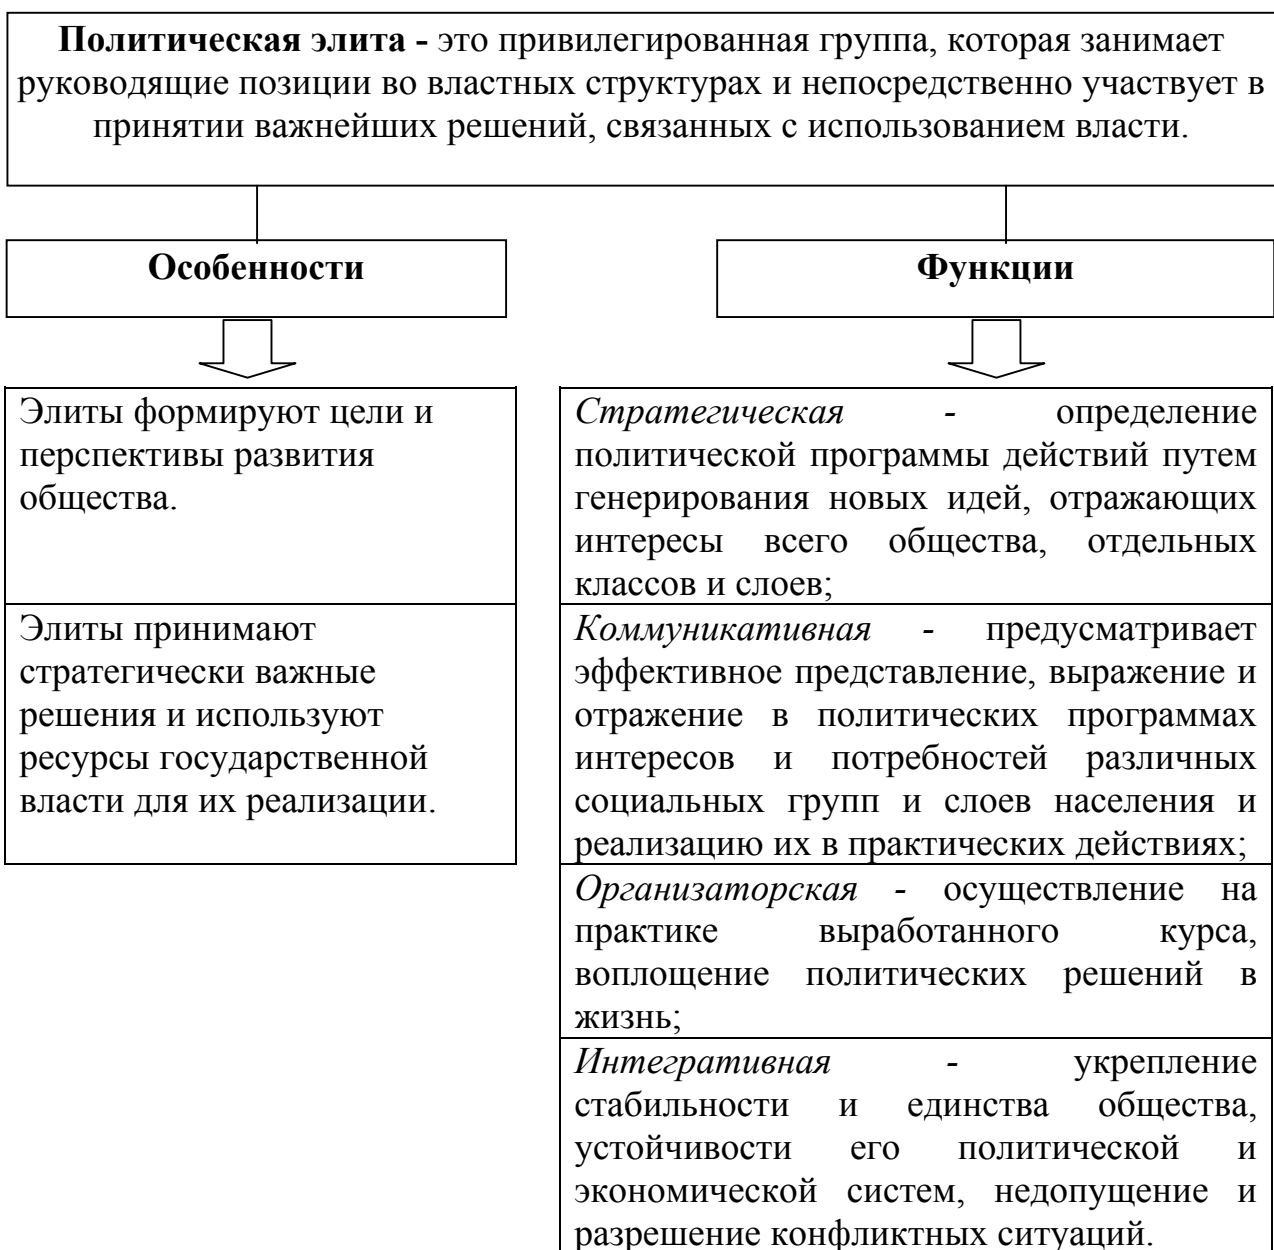 Политическая элита - это привилегированная группа, которая занимает
руководящие позиции во властных структурах и непосредственно участвует в
принятии важнейших решений, связанных с использованием власти.
Особенности
Элиты формируют цели и
перспективы развития
общества.
Элиты принимают
стратегически важные
решения и используют
ресурсы государственной
власти для их реализации.
Функции
Стратегическая - определение
политической программы действий путем
генерирования новых идей, отражающих
интересы всего общества, отдельных
классов и слоев;
Коммуникативная - предусматривает
эффективное представление, выражение и
отражение в политических программах
интересов и потребностей различных
социальных групп и слоев населения и
реализацию их в практических действиях;
Организаторская - осуществление на
практике выработанного курса,
воплощение политических решений в
жизнь;
Интегративная - укрепление
стабильности и единства общества,
устойчивости его политической и
экономической систем, недопущение и
разрешение конфликтных ситуаций.